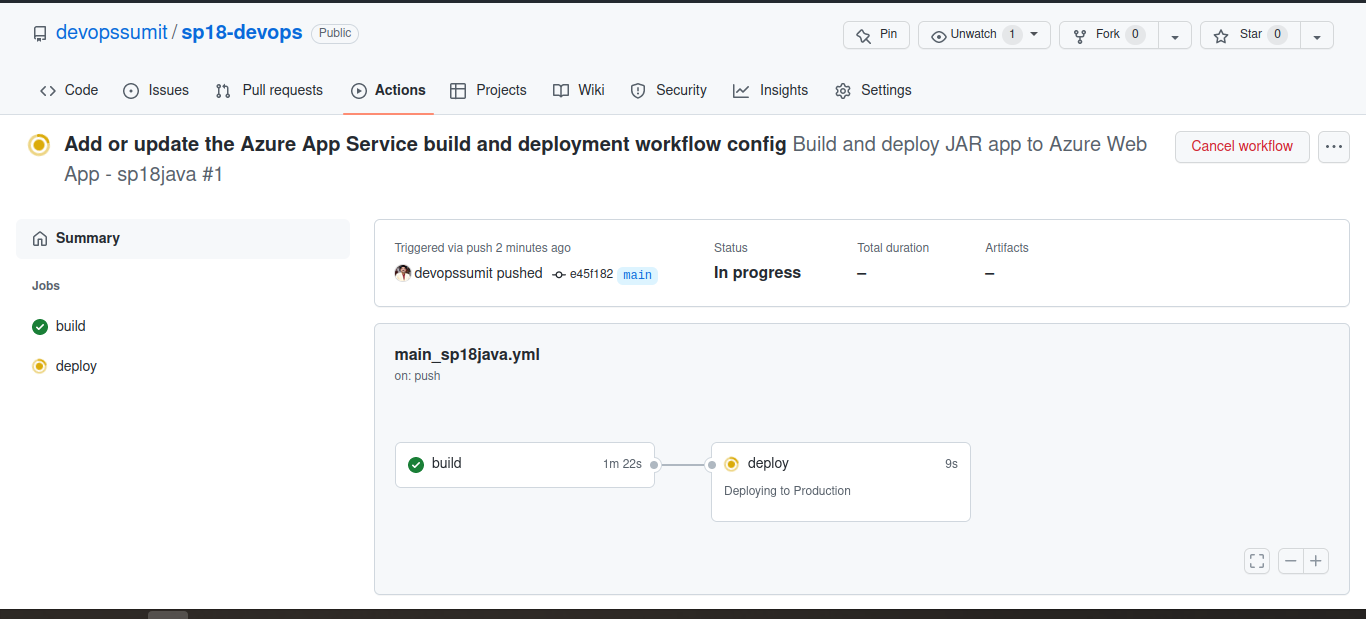 devopssumit / sp18-devops Public
Pin Unwatch 1 Fork 0 Star 0
Code Issues Pull requests Actions Projects Wiki Security Insights Settings
Add or update the Azure App Service build and deployment workflow config Build and deploy JAR app to Azure Web
App - sp18java #1
Cancel workflow
Summary
Jobs
build
deploy
Triggered via push 2 minutes ago
devopssumit pushed e45f182 main
Status
In progress
Total duration
–
Artifacts
–
main_sp18java.yml
on: push
build 1m 22s
deploy 9s
Deploying to Production